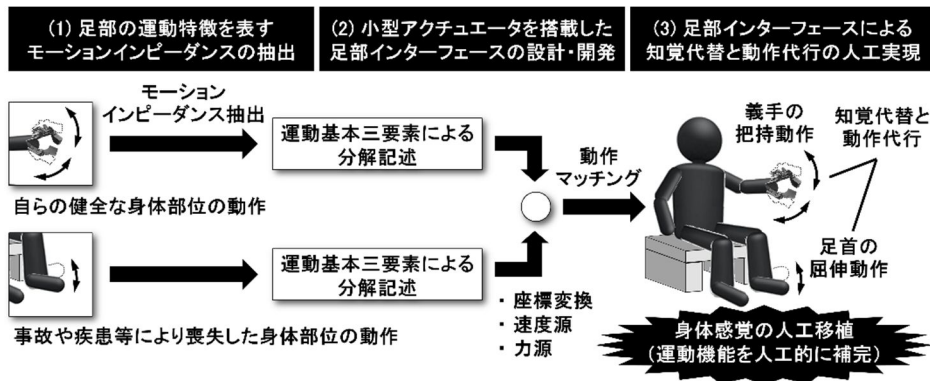 (1) 足部の運動特徴を表す
モーションインピーダンスの抽出
(2) 小型アクチュエータを搭載した
足部インターフェースの設計・開発
(3) 足部インターフェースによる
知覚代替と動作代行の人工実現
モーション
インピーダンス抽出
運動基本三要素による
分解記述
自らの健全な身体部位の動作
動作
マッチング
義手の
把持動作
知覚代替と
動作代行
運動基本三要素による
分解記述
事故や疾患等により喪失した身体部位の動作
・座標変換
・速度源
・力源
足首の
屈伸動作
身体感覚の人工移植
(運動機能を人工的に補完)